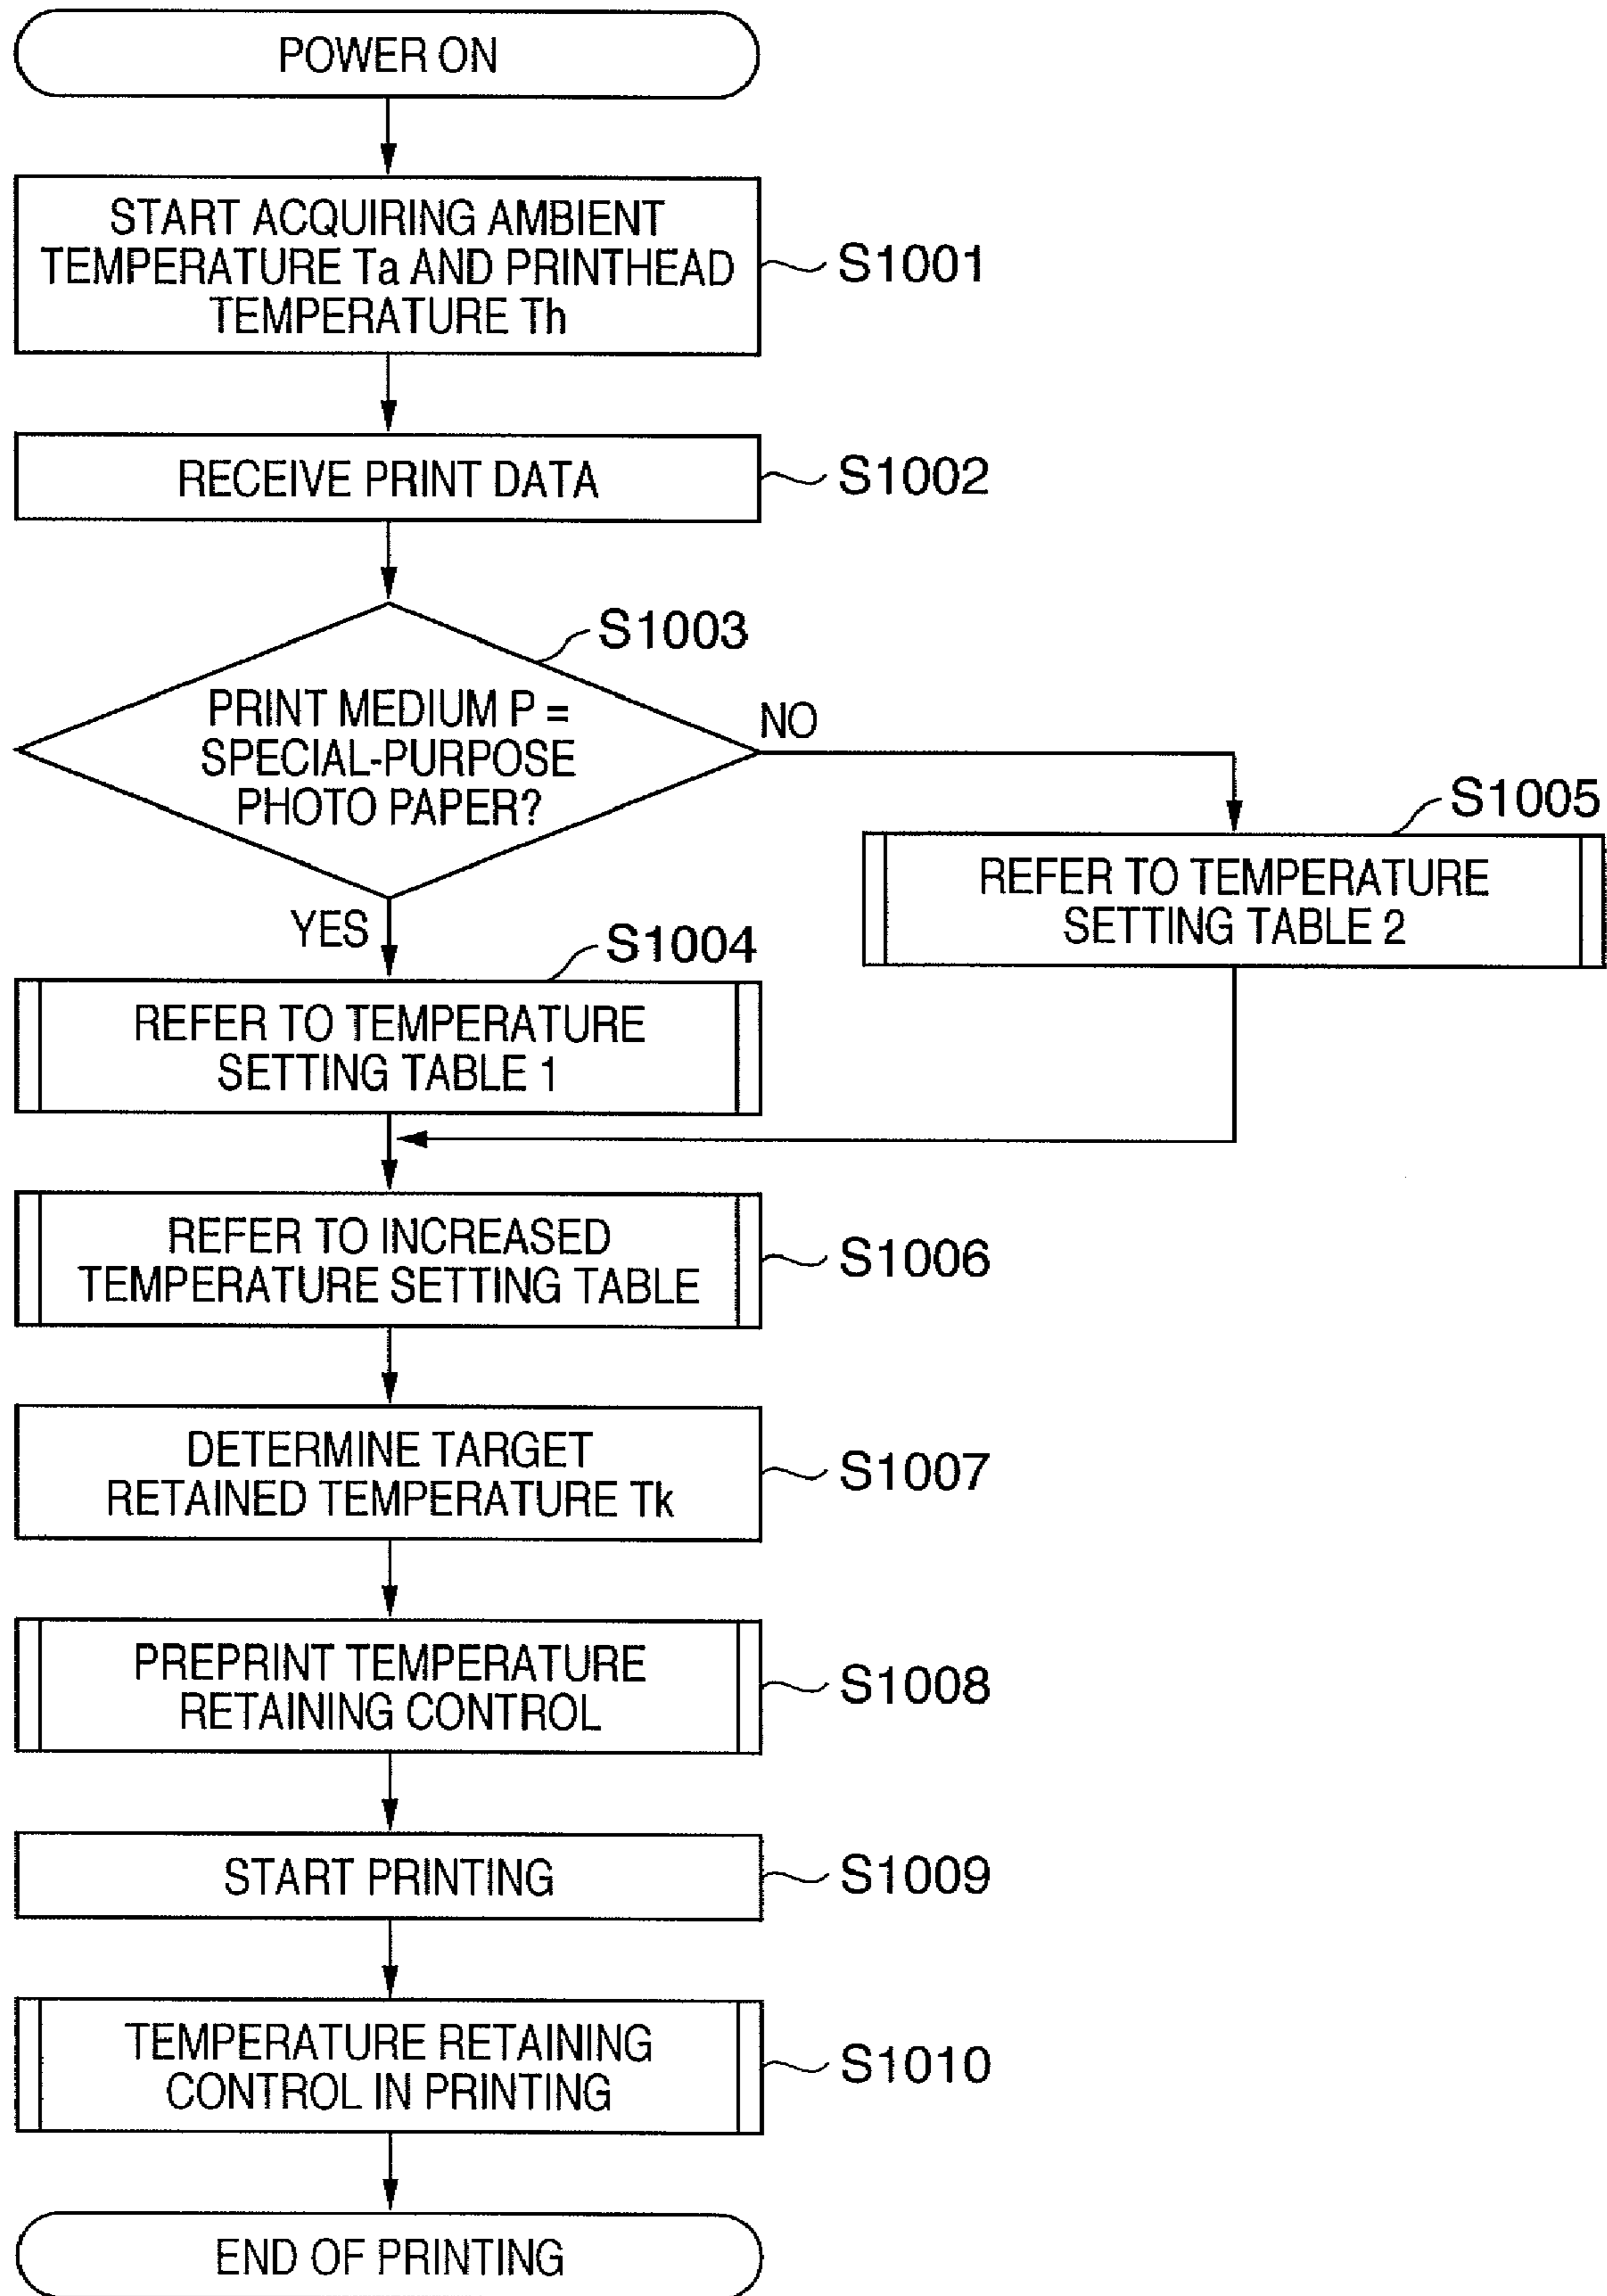 POWER ON
START ACQUIRING AMBIENT
TEMPERATURE Ta AND PRINTHEAD
TEMPERATURE Th
S1001
RECEIVE PRINT DATA
S1002
S1003
PRINT MEDIUM P =
SPECIAL-PURPOSE
PHOTO PAPER?
NO
YES
S1005
REFER TO TEMPERATURE
SETTING TABLE 2
S1004
REFER TO TEMPERATURE
SETTING TABLE 1
REFER TO INCREASED
TEMPERATURE SETTING TABLE
S1006
DETERMINE TARGET
RETAINED TEMPERATURE Tk
S1007
PREPRINT TEMPERATURE
RETAINING CONTROL
S1008
START PRINTING
S1009
TEMPERATURE RETAINING
CONTROL IN PRINTING
S1010
END OF PRINTING